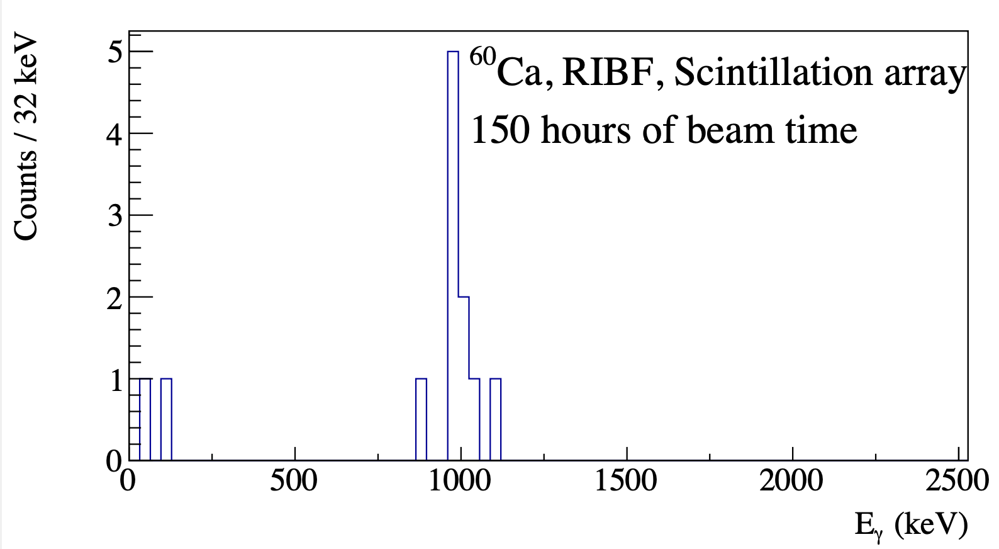 Counts / 32 keV
5
4
3
2
1
0
⁶⁰Ca, RIBF, Scintillation array
150 hours of beam time
0 500 1000 1500 2000 2500
Eγ (keV)